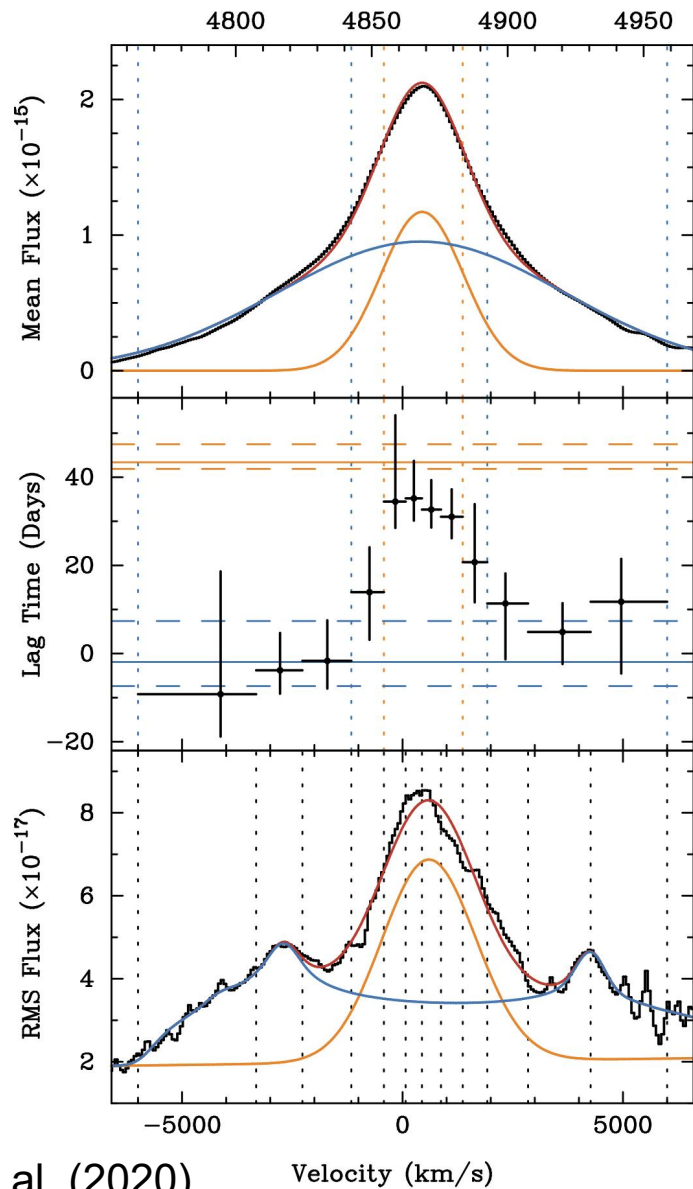 4800 4850 4900 4950
Mean Flux (×10⁻¹⁵)
2
1
0
Lag Time (Days)
40
20
0
−20
RMS Flux (×10⁻¹⁷)
8
6
4
2
−5000 0 5000
al. (2020)
Velocity (km/s)